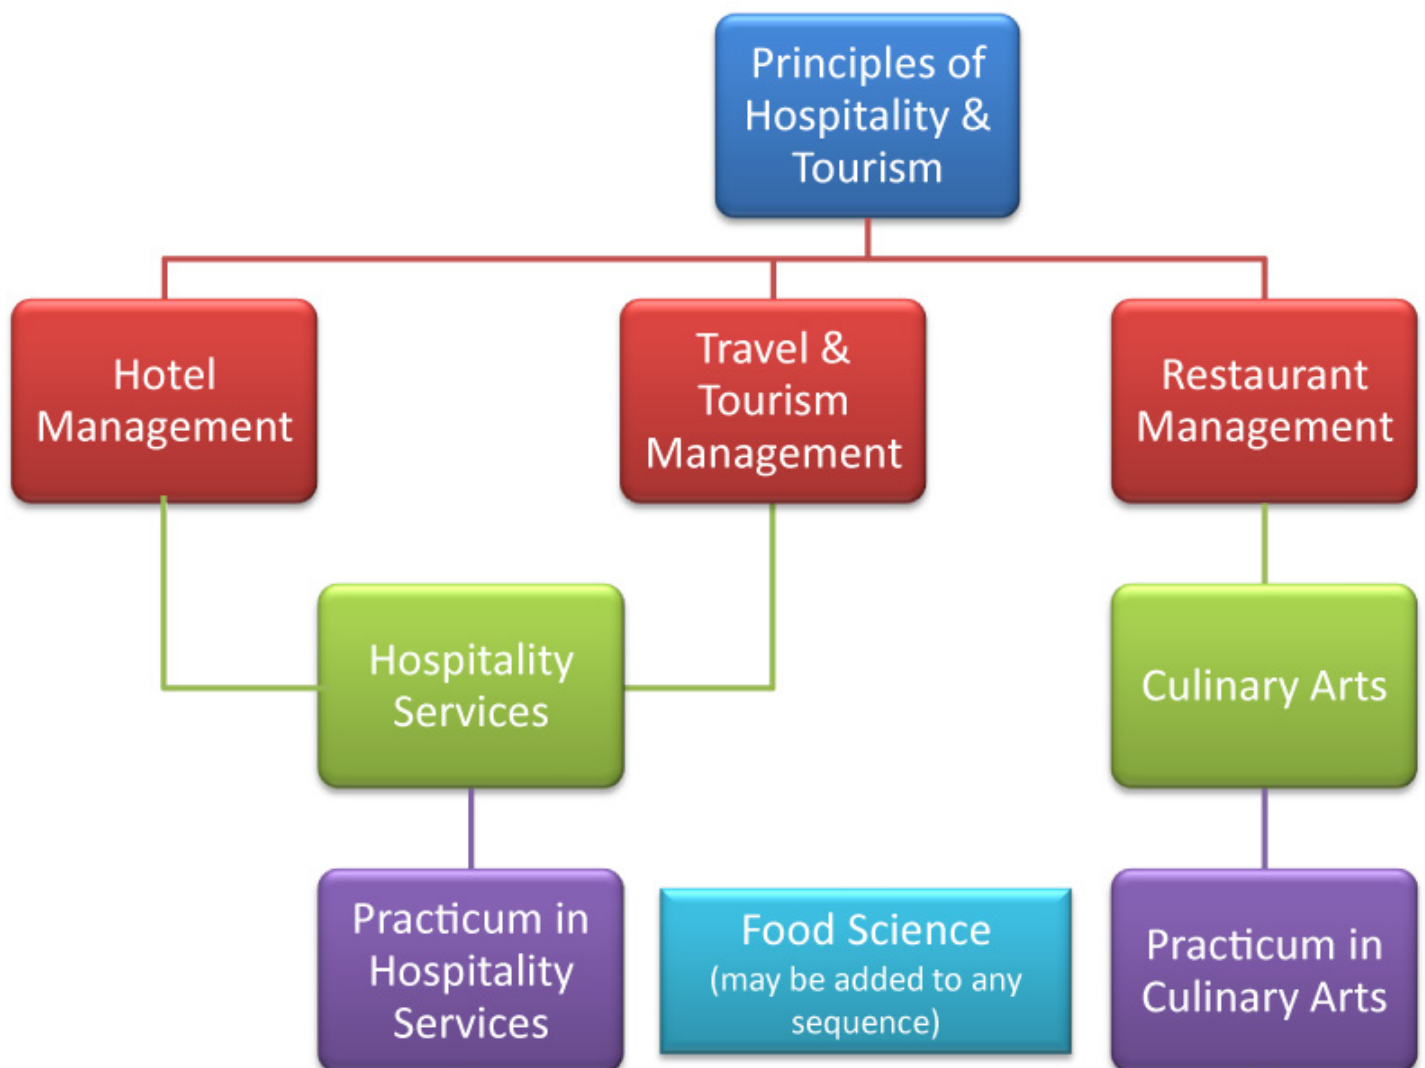 Principles of
Hospitality &
Tourism
Hotel
Management
Travel &
Tourism
Management
Restaurant
Management
Hospitality
Services
Culinary Arts
Practicum in
Hospitality
Services
Food Science
(may be added to any
sequence)
Practicum in
Culinary Arts